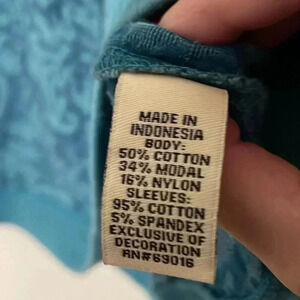 MADE IN
INDONESIA
BODY:
50% COTTON
34% MODAL
16% NYLON
SLEEVES:
95% COTTON
5% SPANDEX
EXCLUSIVE OF
DECORATION
RN#69016